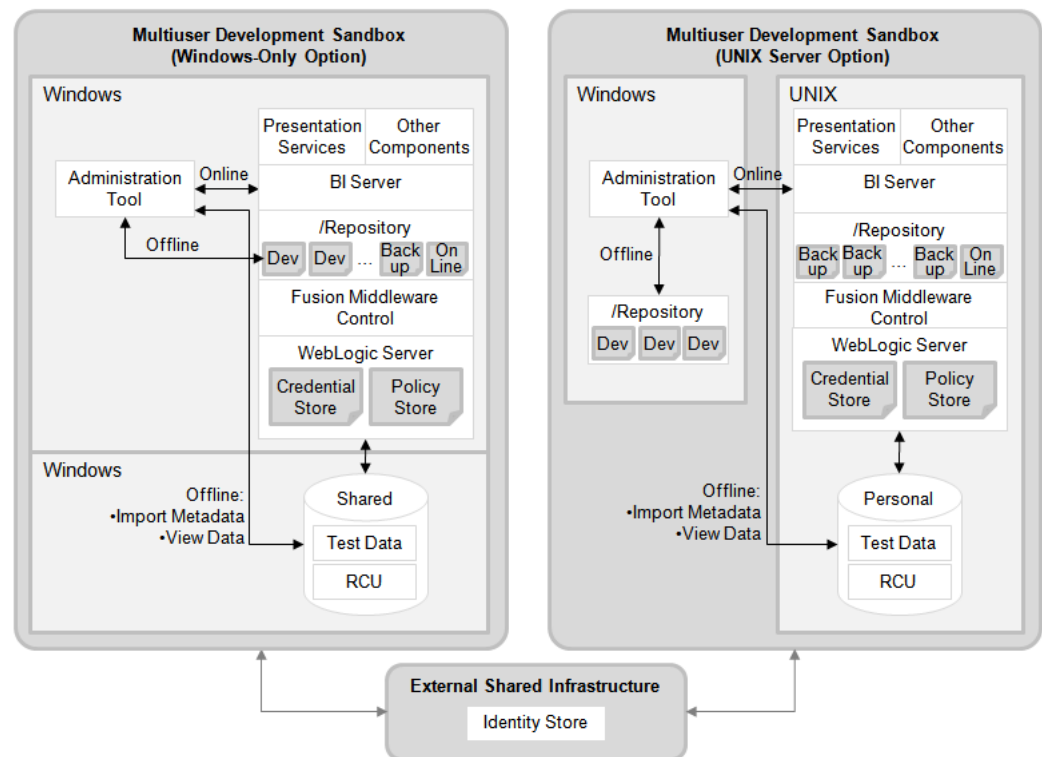 Multiuser Development Sandbox
(Windows-Only Option)
Windows
Presentation
Services
Other
Components
Administration
Tool
Online
BI Server
Offline
/Repository
Dev
Dev
...
Back
up
On
Line
Fusion Middleware
Control
WebLogic Server
Credential
Store
Policy
Store
Windows
Offline:
•Import Metadata
•View Data
Shared
Test Data
RCU
Multiuser Development Sandbox
(UNIX Server Option)
Windows
UNIX
Presentation
Services
Other
Components
Administration
Tool
Online
BI Server
Offline
/Repository
Dev
Dev
Dev
/Repository
Back
up
Back
up
...
Back
up
On
Line
Fusion Middleware
Control
WebLogic Server
Credential
Store
Policy
Store
Offline:
•Import Metadata
•View Data
Personal
Test Data
RCU
External Shared Infrastructure
Identity Store